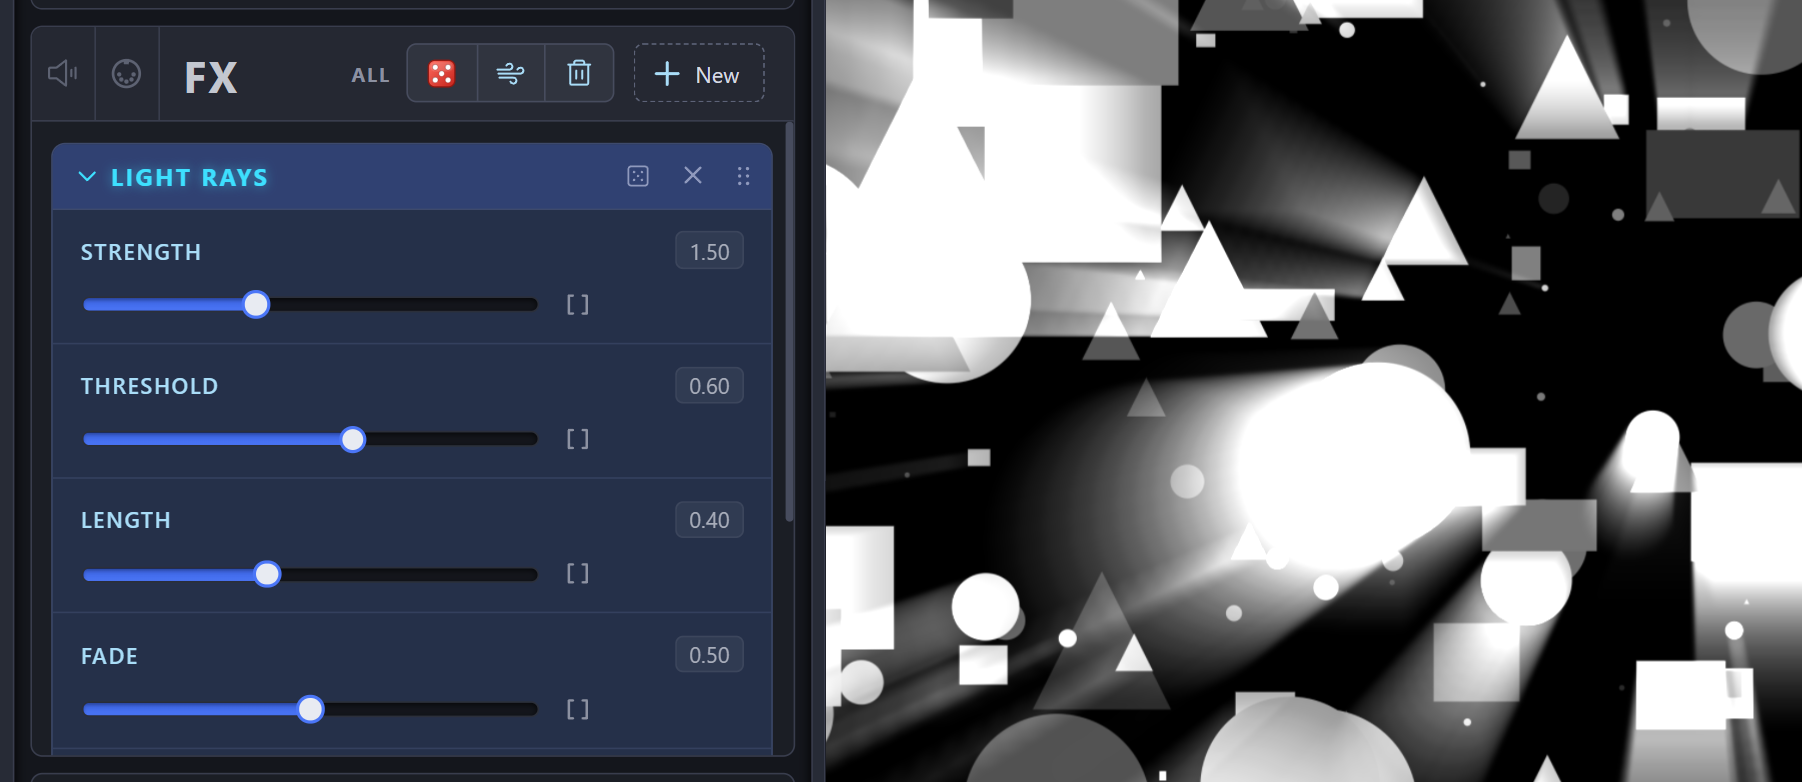 FX
ALL
New
LIGHT RAYS
STRENGTH
1.50
[ ]
THRESHOLD
0.60
[ ]
LENGTH
0.40
[ ]
FADE
0.50
[ ]